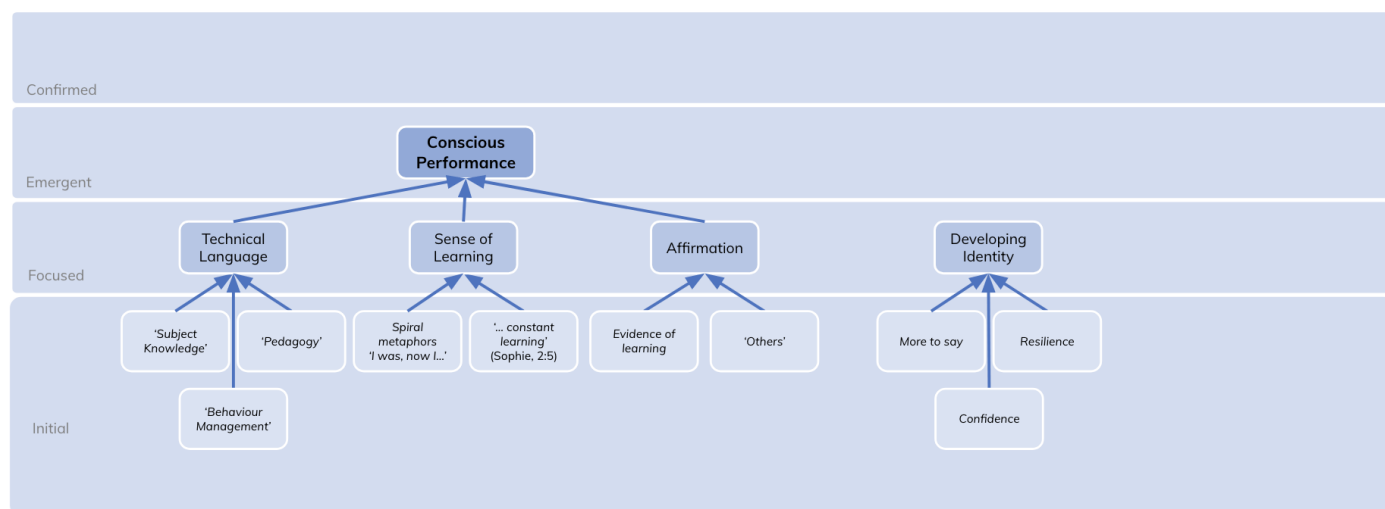 Confirmed
Conscious
Performance
Emergent
Technical
Language
Sense of
Learning
Affirmation
Developing
Identity
Focused
‘Subject
Knowledge’
‘Pedagogy’
Spiral
metaphors
‘I was, now I...’
‘... constant
learning’
(Sophie, 2:5)
Evidence of
learning
‘Others’
More to say
Resilience
‘Behaviour
Management’
Confidence
Initial